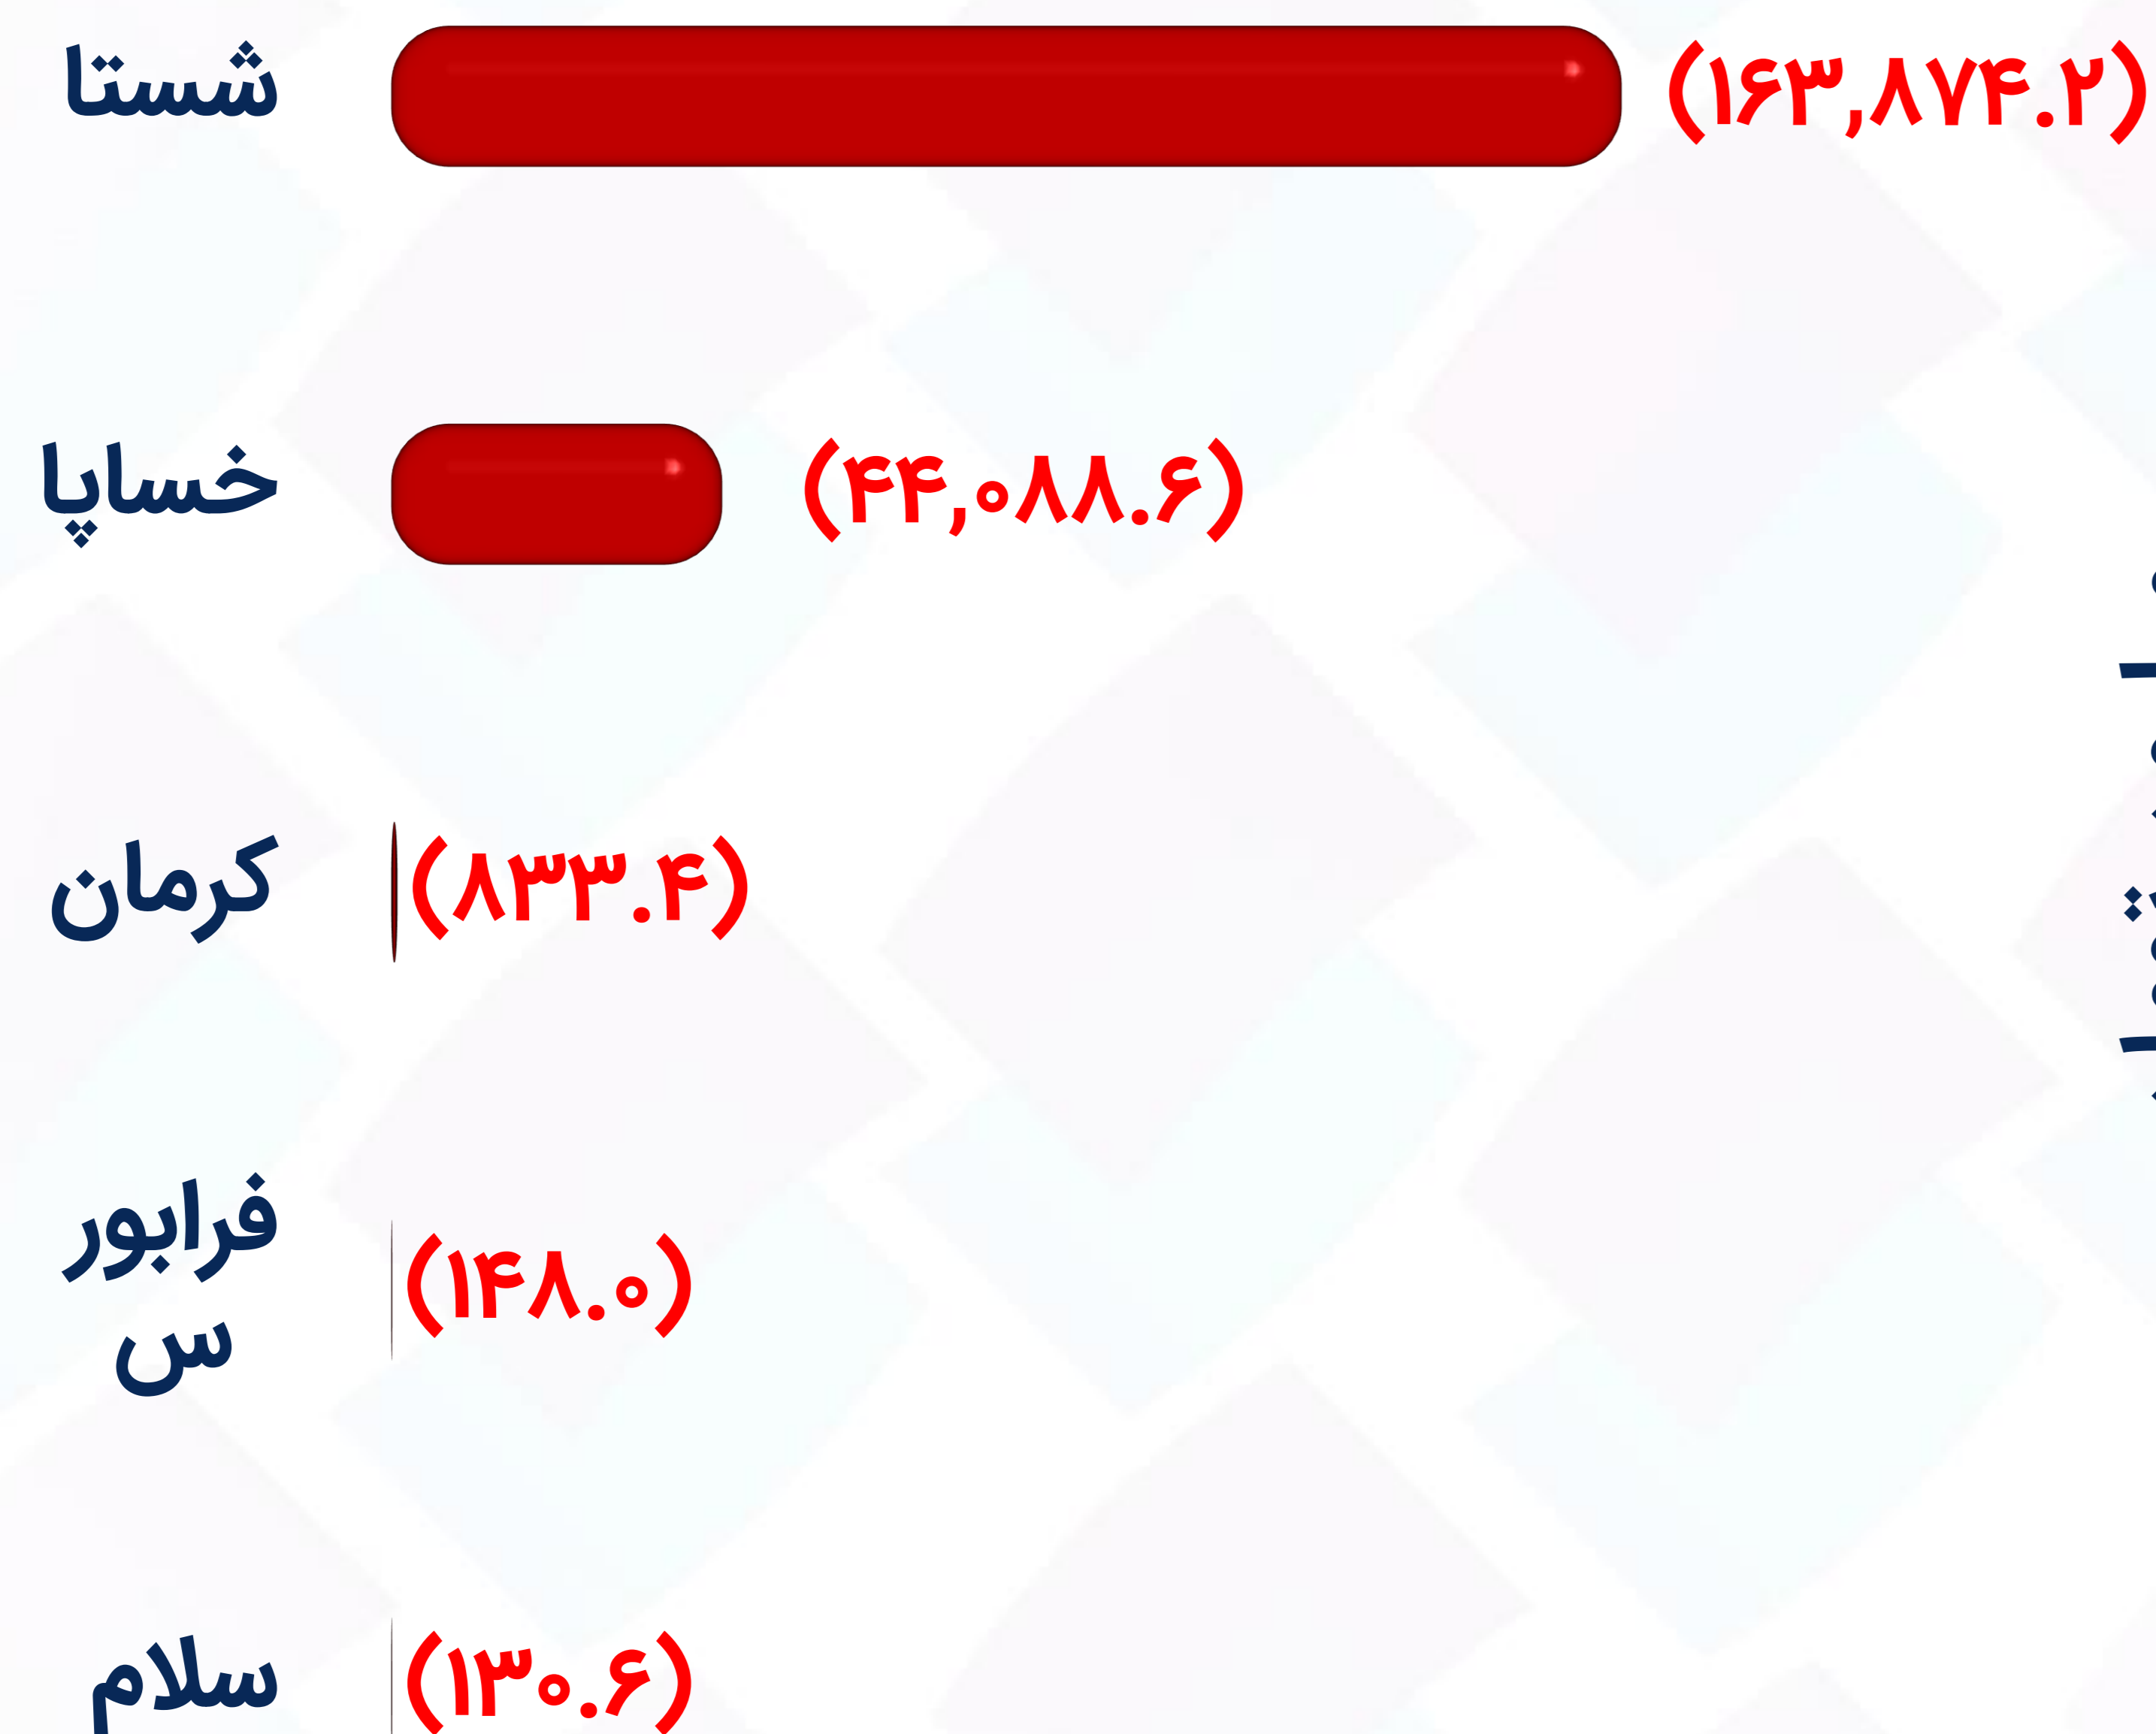 شستا (۱۶۳,۸۷۴.۲)
خساپا (۴۴,۰۸۸.۶)
کرمان (۸۳۳.۴)
فرابور
س (۱۴۸.۰)
سلام (۱۳۰.۶)